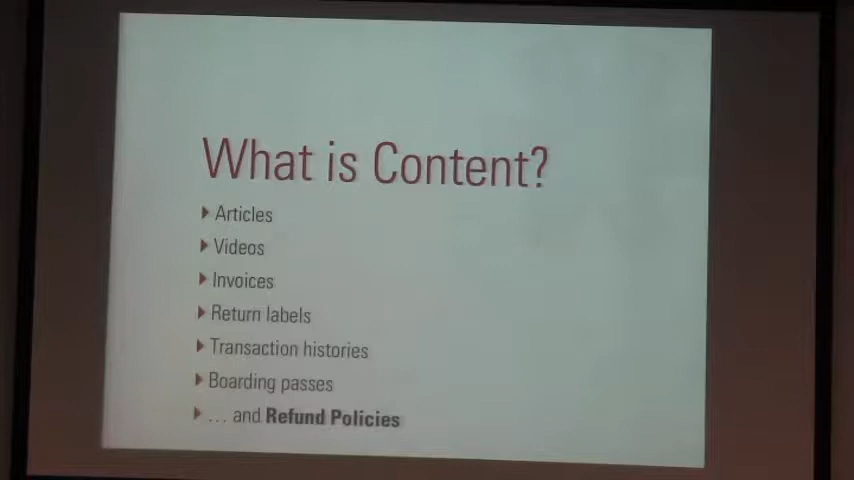 What is Content?
Articles
Videos
Invoices
Return labels
Transaction histories
Boarding passes
... and Refund Policies